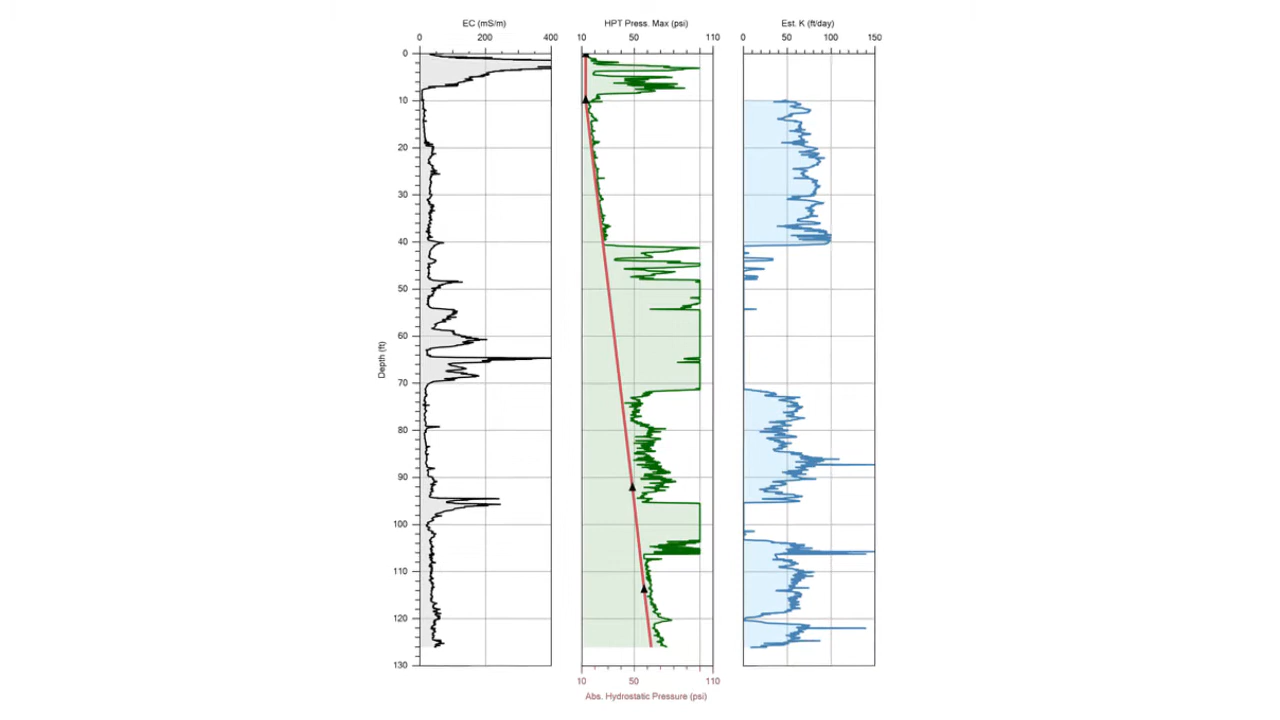 EC (mS/m)
HPT Press. Max (psi)
Est. K (ft/day)
0 200 400
10 50 110
0 50 100 150
0
10
20
30
40
50
60
70
80
90
100
110
120
130
Depth (ft)
10 50 110
Abs. Hydrostatic Pressure (psi)